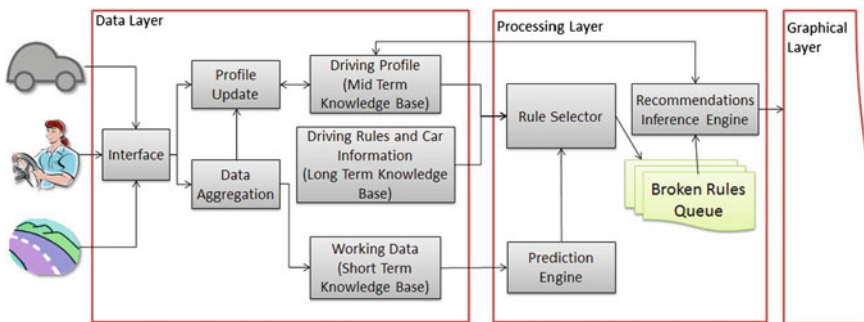 Data Layer
Processing Layer
Graphical
Layer
Profile
Update
Driving Profile
(Mid Term
Knowledge Base)
Interface
Data
Aggregation
Driving Rules and Car
Information
(Long Term Knowledge
Base)
Working Data
(Short Term
Knowledge Base)
Rule Selector
Prediction
Engine
Recommendations
Inference Engine
Broken Rules
Queue